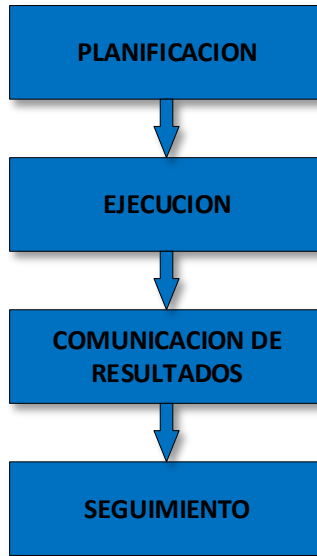 PLANIFICACION
EJECUCION
COMUNICACION DE
RESULTADOS
SEGUIMIENTO